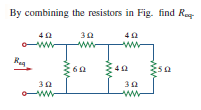 By combining the resistors in Fig. find Req.
4 Ω 3 Ω 4 Ω
Req 6 Ω 4 Ω 5 Ω
3 Ω 3 Ω